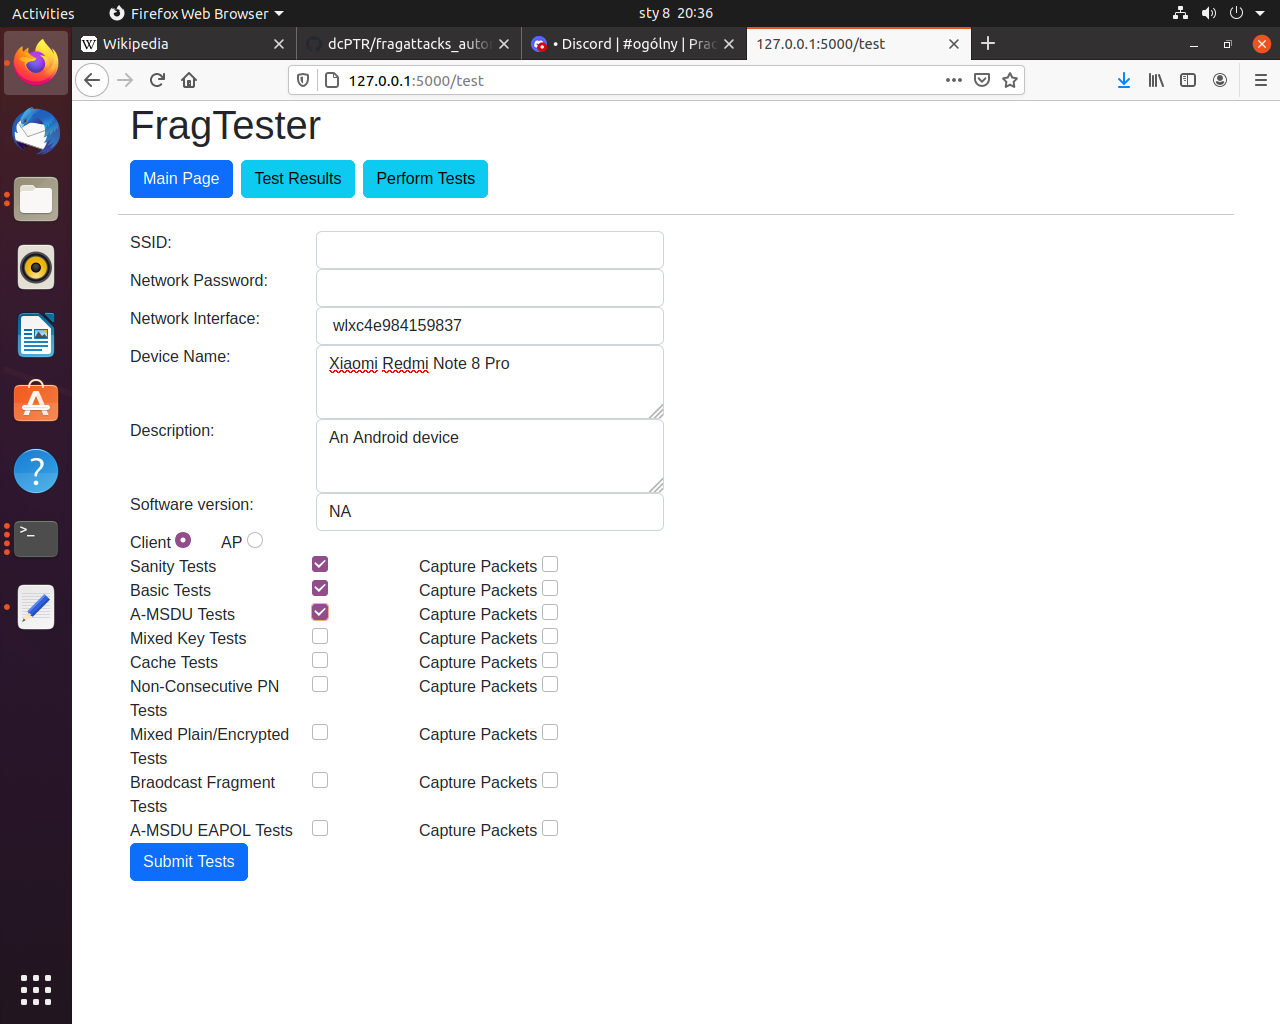 Activities Firefox Web Browser sty 8 20:36
Wikipedia dcPTR/fragattacks_auto • Discord | #ogólny | Prac 127.0.0.1:5000/test
127.0.0.1:5000/test
FragTester
Main Page Test Results Perform Tests
SSID:
Network Password:
Network Interface: wlxc4e984159837
Device Name: Xiaomi Redmi Note 8 Pro
Description: An Android device
Software version: NA
Client AP
Sanity Tests Capture Packets
Basic Tests Capture Packets
A-MSDU Tests Capture Packets
Mixed Key Tests Capture Packets
Cache Tests Capture Packets
Non-Consecutive PN Capture Packets
Tests
Mixed Plain/Encrypted Capture Packets
Tests
Braodcast Fragment Capture Packets
Tests
A-MSDU EAPOL Tests Capture Packets
Submit Tests